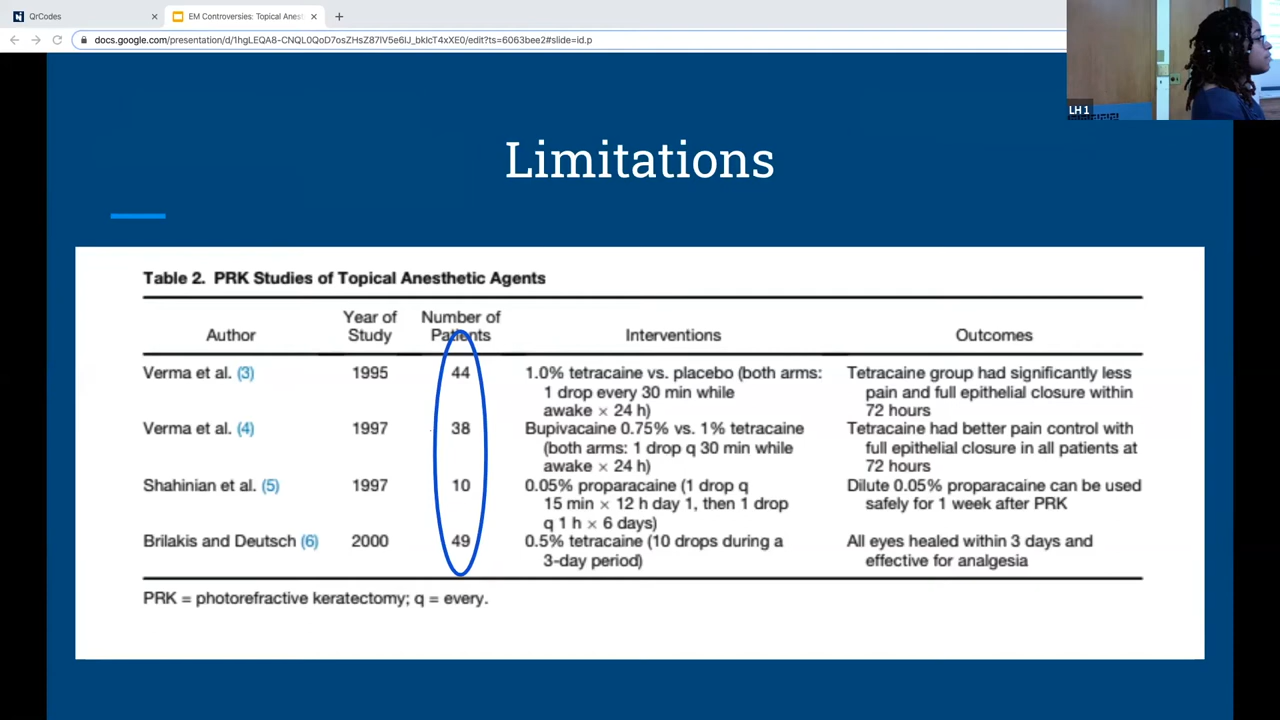 QrCodes
EM Controversies: Topical Anest
docs.google.com/presentation/d/1hgLEQA8-CNQL0QoD7osZHsZ87IV5e6IJ_bkIcT4xXE0/edit?ts=6063bee2#slide=id.p
LH 1
Limitations
Table 2. PRK Studies of Topical Anesthetic Agents
Author Year of Study Number of Patients Interventions Outcomes
Verma et al. (3) 1995 44 1.0% tetracaine vs. placebo (both arms: Tetracaine group had significantly less
1 drop every 30 min while pain and full epithelial closure within
awake × 24 h) 72 hours
Verma et al. (4) 1997 38 Bupivacaine 0.75% vs. 1% tetracaine Tetracaine had better pain control with
(both arms: 1 drop q 30 min while full epithelial closure in all patients at
awake × 24 h) 72 hours
Shahinian et al. (5) 1997 10 0.05% proparacaine (1 drop q Dilute 0.05% proparacaine can be used
15 min × 12 h day 1, then 1 drop safely for 1 week after PRK
q 1 h × 6 days)
Brilakis and Deutsch (6) 2000 49 0.5% tetracaine (10 drops during a All eyes healed within 3 days and
3-day period) effective for analgesia
PRK = photorefractive keratectomy; q = every.